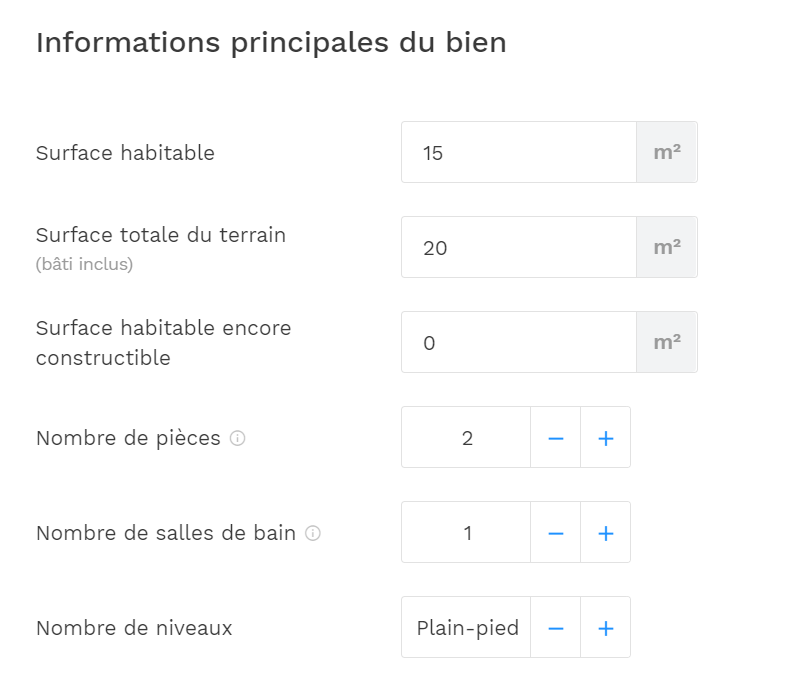 Informations principales du bien
Surface habitable
15 m²
Surface totale du terrain
(bâti inclus)
20 m²
Surface habitable encore
constructible
0 m²
Nombre de pièces
2 − +
Nombre de salles de bain
1 − +
Nombre de niveaux
Plain-pied − +